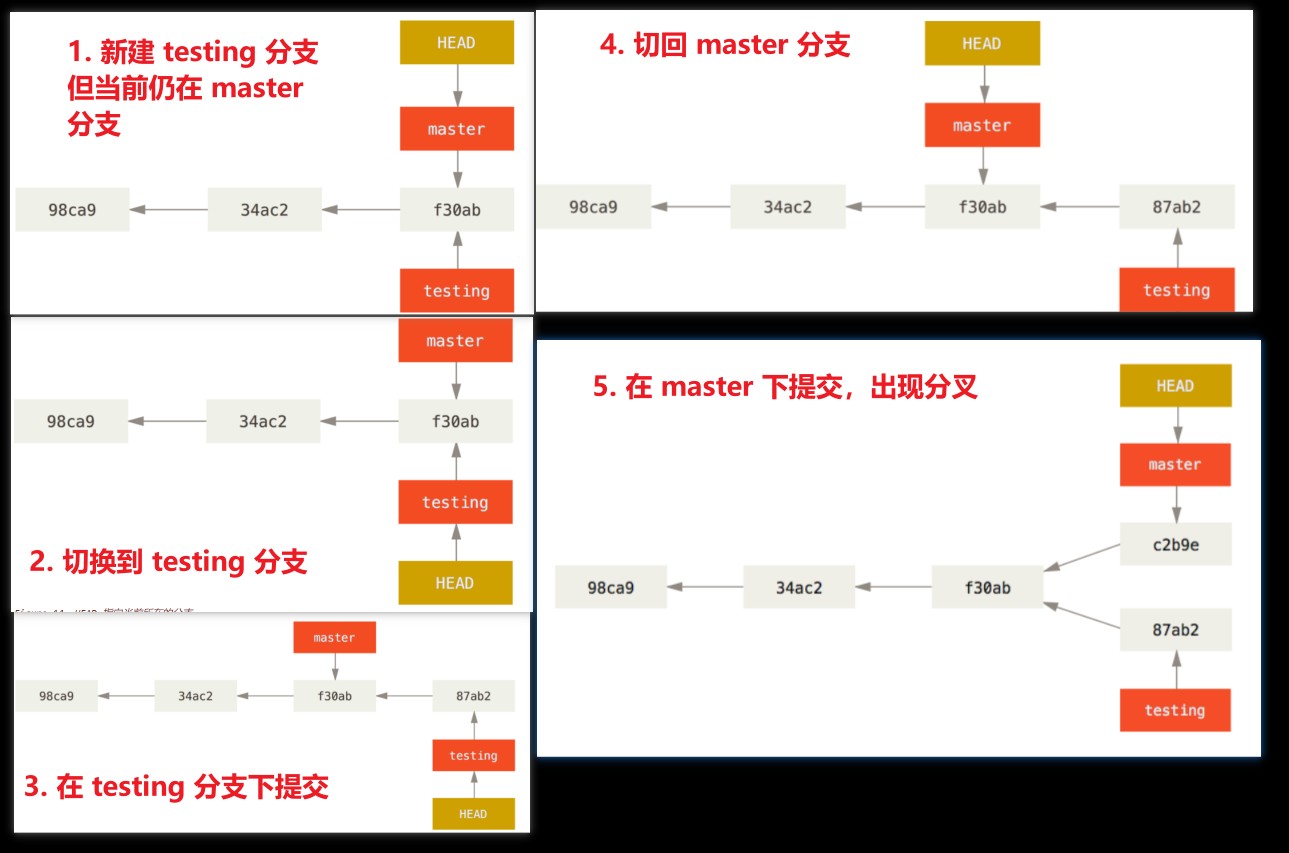 1. 新建 testing 分支
但当前仍在 master
分支
HEAD
master
98ca9
34ac2
f30ab
testing
master
98ca9
34ac2
f30ab
testing
2. 切换到 testing 分支
HEAD
master
98ca9
34ac2
f30ab
87ab2
testing
3. 在 testing 分支下提交
HEAD
4. 切回 master 分支
HEAD
master
98ca9
34ac2
f30ab
87ab2
testing
5. 在 master 下提交，出现分叉
HEAD
master
c2b9e
98ca9
34ac2
f30ab
87ab2
testing